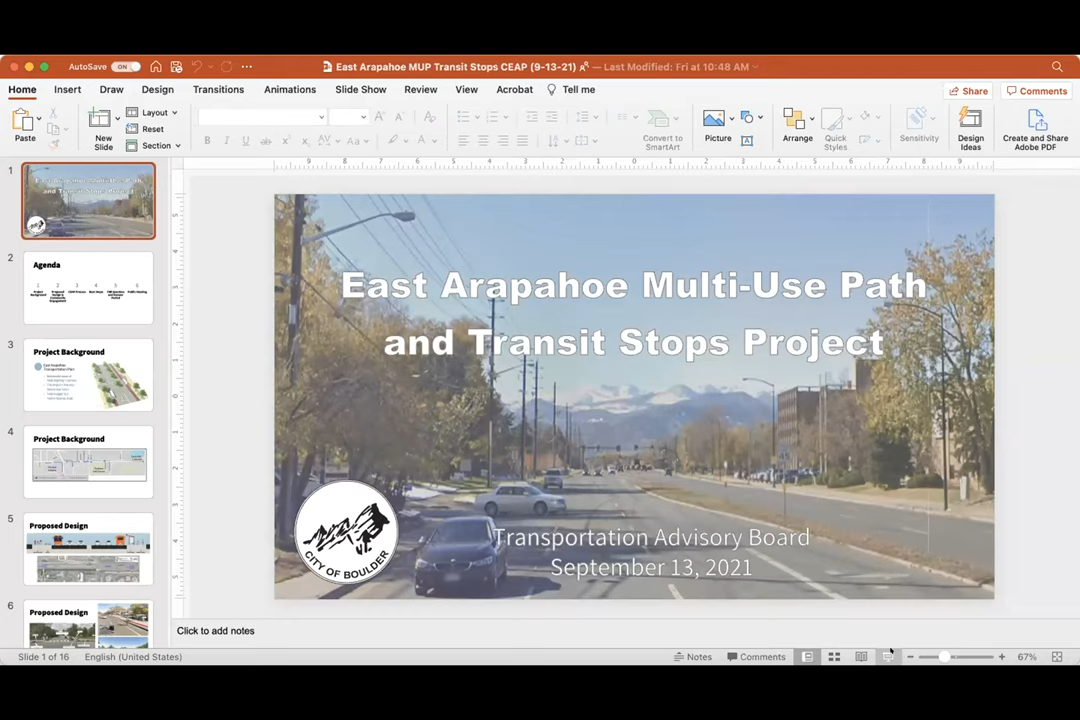 AutoSave ON
East Arapahoe MUP Transit Stops CEAP (9-13-21) — Last Modified: Fri at 10:48 AM
Home Insert Draw Design Transitions Animations Slide Show Review View Acrobat Tell me Share Comments
Paste
New Slide
Layout
Reset
Section
Convert to SmartArt
Picture
Arrange
Quick Styles
Sensitivity
Design Ideas
Create and Share Adobe PDF
1
2
Agenda
3
Project Background
4
Project Background
5
Proposed Design
6
Proposed Design
East Arapahoe Multi-Use Path
and Transit Stops Project
CITY OF BOULDER
Transportation Advisory Board
September 13, 2021
Click to add notes
Slide 1 of 16 English (United States) Notes Comments 67%